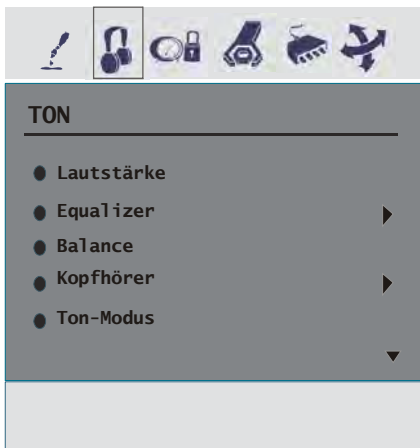 TON
Lautstärke
Equalizer
Balance
Kopfhörer
Ton-Modus